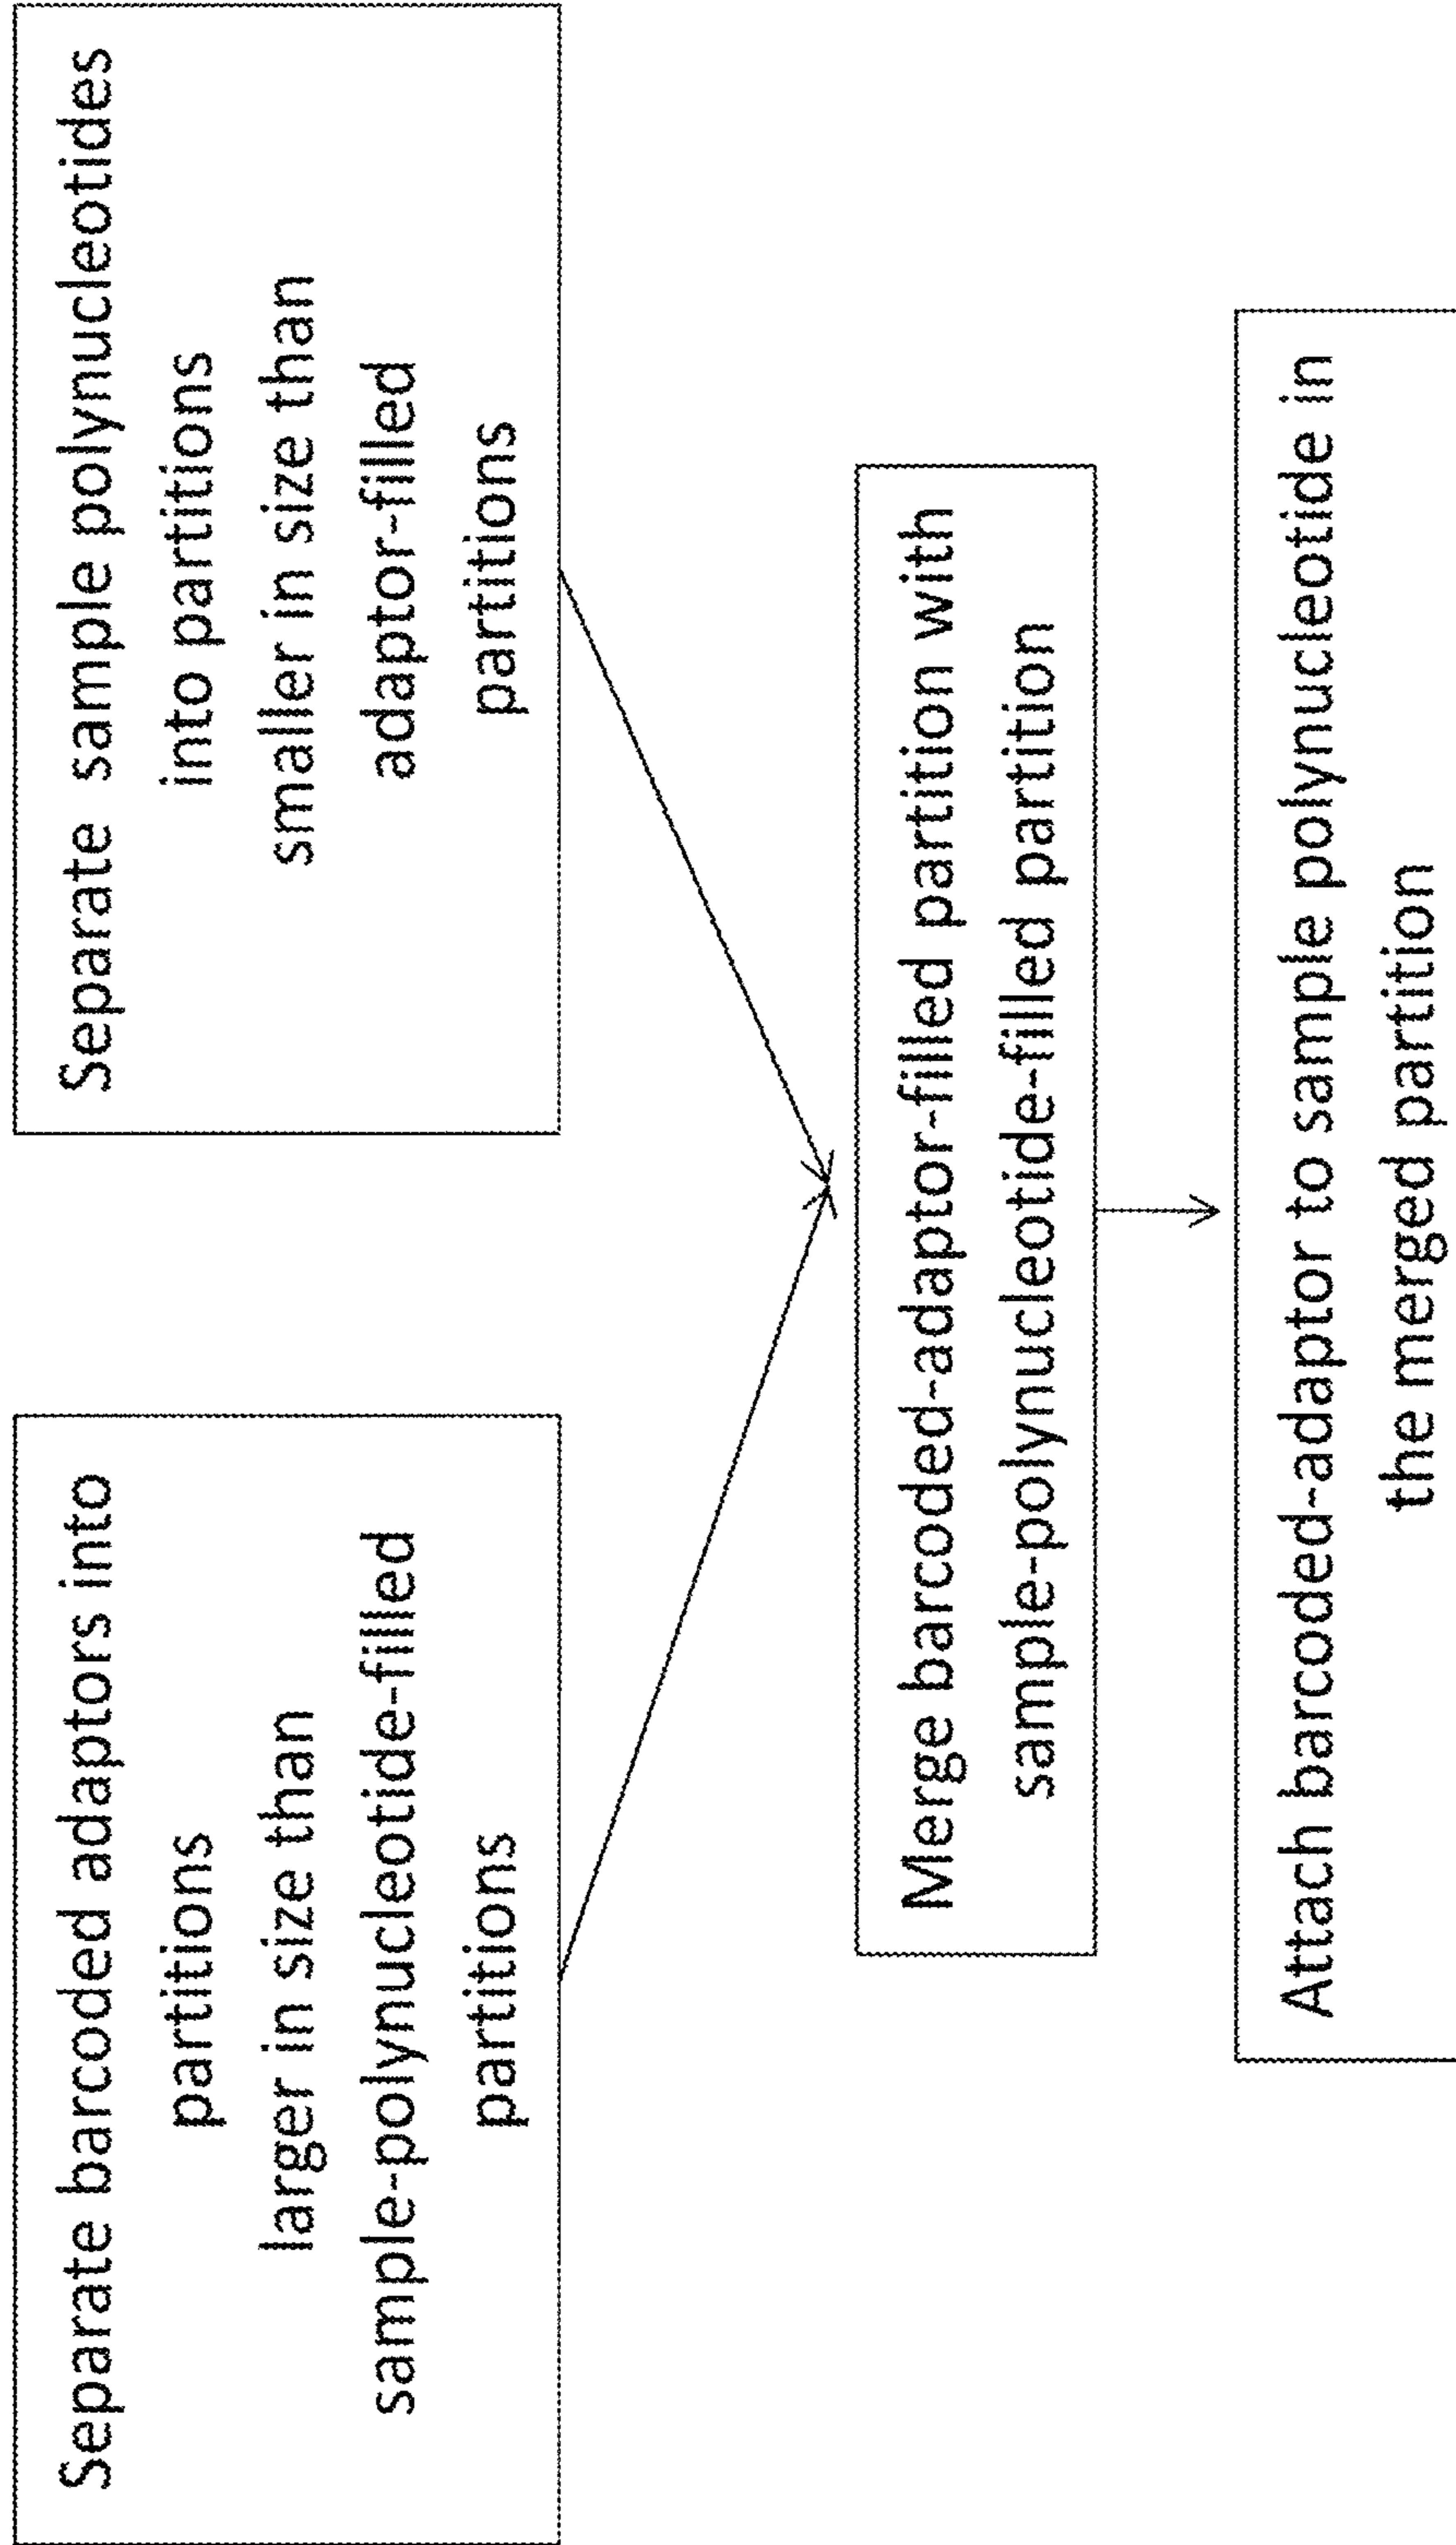 Separate barcoded adaptors into
partitions
larger in size than
sample-polynucleotide-filled
partitions
Separate sample polynucleotides
into partitions
smaller in size than
adaptor-filled
partitions
Merge barcoded-adaptor-filled partition with
sample-polynucleotide-filled partition
Attach barcoded-adaptor to sample polynucleotide in
the merged partition